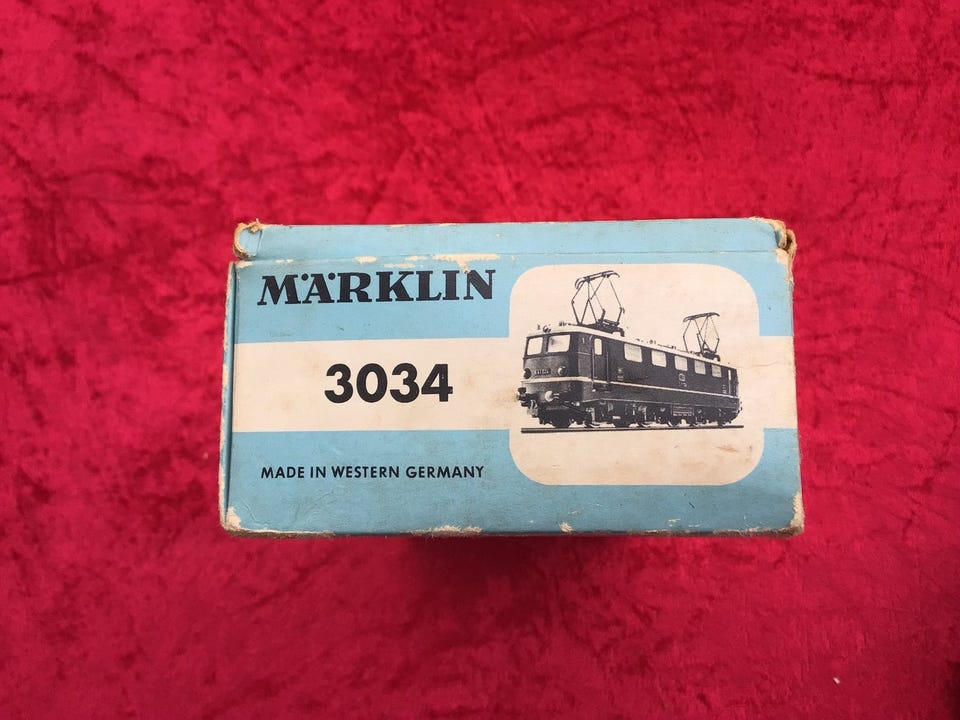 MÄRKLIN
3034
MADE IN WESTERN GERMANY